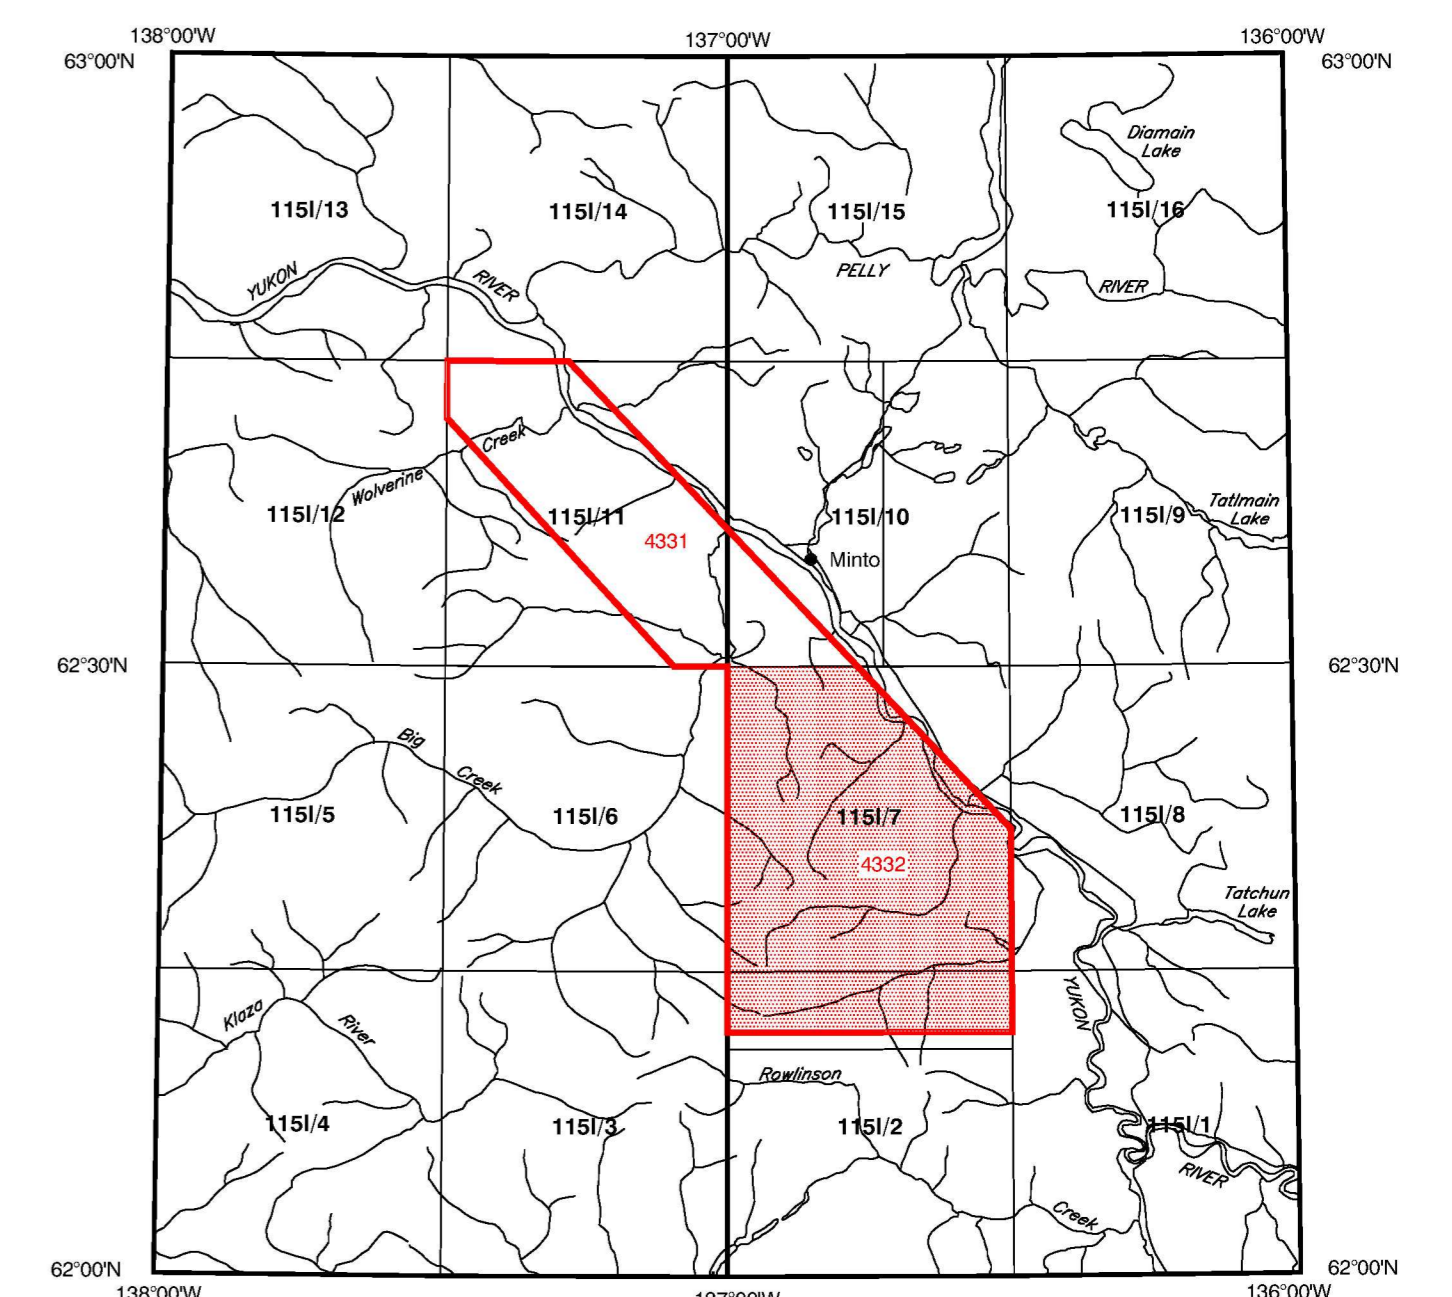 138°00'W
137°00'W
136°00'W
63°00'N
63°00'N
Diamain
Lake
115I/13
115I/14
115I/15
115I/16
YUKON
RIVER
PELLY
RIVER
Creek
Wolverine
115I/12
115I/11
115I/10
115I/9
Tatlmain
Lake
4331
Minto
62°30'N
62°30'N
Big
Creek
115I/5
115I/6
115I/7
115I/8
4332
Tatchun
Lake
Klaza
River
YUKON
Rowlinson
115I/4
115I/3
115I/2
115I/1
RIVER
Creek
62°00'N
62°00'N
138°00'W
137°00'W
136°00'W